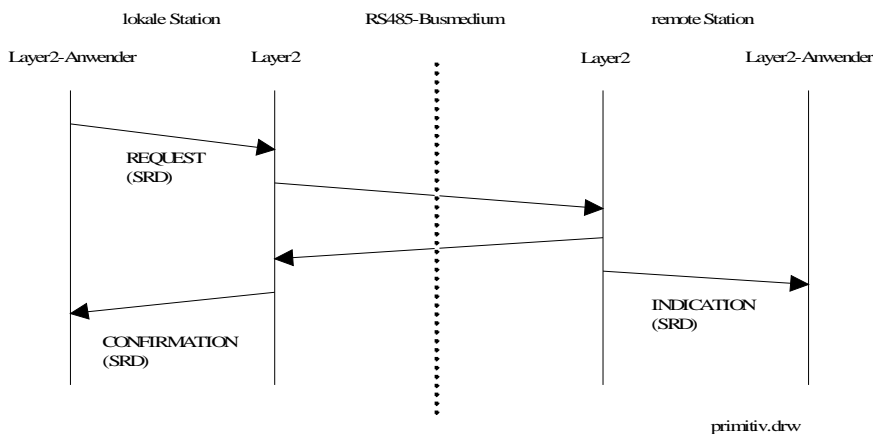 lokale Station RS485-Busmedium remote Station
Layer2-Anwender Layer2 Layer2 Layer2-Anwender
REQUEST
(SRD)
INDICATION
(SRD)
CONFIRMATION
(SRD)
primitiv.drw